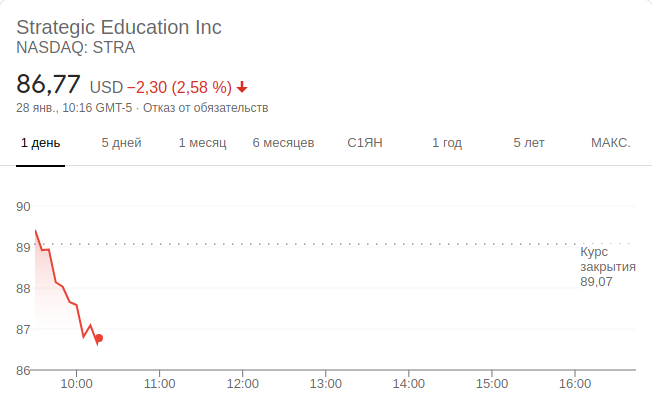 Strategic Education Inc
NASDAQ: STRA
86,77 USD −2,30 (2,58 %)
28 янв., 10:16 GMT-5 · Отказ от обязательств
1 день 5 дней 1 месяц 6 месяцев С1ЯН 1 год 5 лет МАКС.
90
89
88
87
86
Курс
закрытия
89,07
10:00 11:00 12:00 13:00 14:00 15:00 16:00